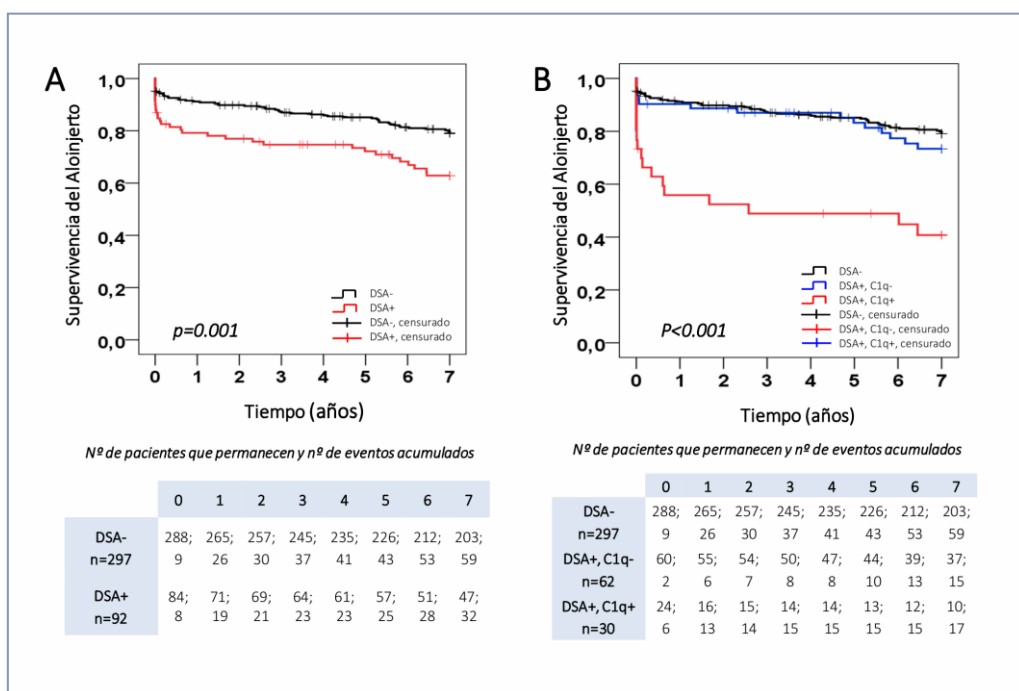 A
Supervivencia del Aloinjerto
1,0
0,8
0,6
0,4
0,2
0,0
DSA-
DSA+
DSA-, censurado
DSA+, censurado
p=0.001
0 1 2 3 4 5 6 7
Tiempo (años)
Nº de pacientes que permanecen y nº de eventos acumulados
0 1 2 3 4 5 6 7
DSA- 288; 265; 257; 245; 235; 226; 212; 203;
n=297 9 26 30 37 41 43 53 59
DSA+ 84; 71; 69; 64; 61; 57; 51; 47;
n=92 8 19 21 23 23 25 28 32
B
Supervivencia del Aloinjerto
1,0
0,8
0,6
0,4
0,2
0,0
DSA-
DSA+, C1q-
DSA+, C1q+
DSA-, censurado
DSA+, C1q-, censurado
DSA+, C1q+, censurado
P<0.001
0 1 2 3 4 5 6 7
Tiempo (años)
Nº de pacientes que permanecen y nº de eventos acumulados
0 1 2 3 4 5 6 7
DSA- 288; 265; 257; 245; 235; 226; 212; 203;
n=297 9 26 30 37 41 43 53 59
DSA+, C1q- 60; 55; 54; 50; 47; 44; 39; 37;
n=62 2 6 7 8 8 10 13 15
DSA+, C1q+ 24; 16; 15; 14; 14; 13; 12; 10;
n=30 6 13 14 15 15 15 15 17